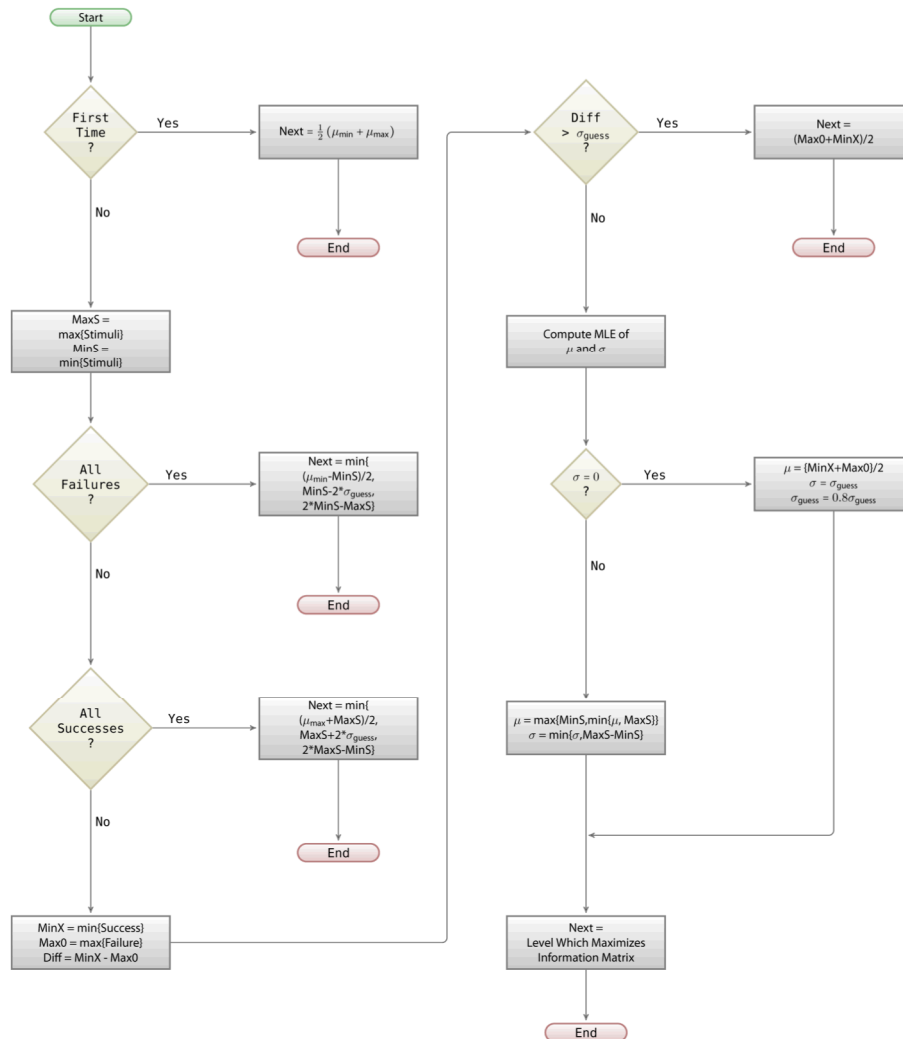 Start
First
Time
?
Yes
Next = ½ (μmin + μmax)
End
No
MaxS =
max{Stimuli}
MinS =
min{Stimuli}
All
Failures
?
Yes
Next = min{
(μmin-MinS)/2,
MinS-2*σguess,
2*MinS-MaxS}
End
No
All
Successes
?
Yes
Next = min{
(μmax+MaxS)/2,
MaxS+2*σguess,
2*MaxS-MinS}
End
No
MinX = min{Success}
Max0 = max{Failure}
Diff = MinX - Max0
Diff
> σguess
?
Yes
Next =
(Max0+MinX)/2
End
No
Compute MLE of
μ and σ
σ = 0
?
Yes
μ = {MinX+Max0}/2
σ = σguess
σguess = 0.8σguess
No
μ = max{MinS,min{μ, MaxS}}
σ = min{σ,MaxS-MinS}
Next =
Level Which Maximizes
Information Matrix
End